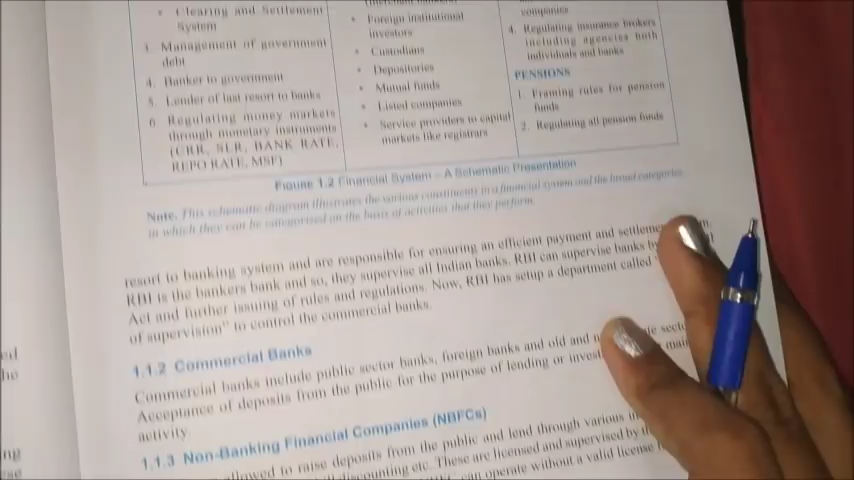 • Clearing and Settlement
System
3. Management of government
debt
4. Banker to government
5. Lender of last resort to banks
6. Regulating money markets
through monetary instruments
(CRR, SLR, BANK RATE,
REPO RATE, MSF)
• Foreign institutional
investors
• Custodians
• Depositories
• Mutual funds
• Listed companies
• Service providers to capital
markets like registrars
companies
4. Regulating insurance brokers
including agencies both
individuals and banks
PENSIONS
1. Framing rules for pension
funds
2. Regulating all pension funds
Figure 1.2 Financial System – A Schematic Presentation
Note. This schematic diagram illustrates the various constituents in a financial system and the broad categories
in which they can be categorised on the basis of activities that they perform.
resort to banking system and are responsible for ensuring an efficient payment and
RBI is the bankers bank and so, they supervise all Indian banks. RBI can supervise banks
Act and further issuing of rules and regulations. Now, RBI has setup a department called
of supervision" to control the commercial banks.
1.1.2 Commercial Banks
Commercial banks include public sector banks, foreign banks and old and
Acceptance of deposits from the public for the purpose of lending or
activity.
1.1.3 Non-Banking Financial Companies (NBFCs)
allowed to raise deposits from the public and lend through various
discounting etc. These are licensed and supervised by
can operate without a valid license